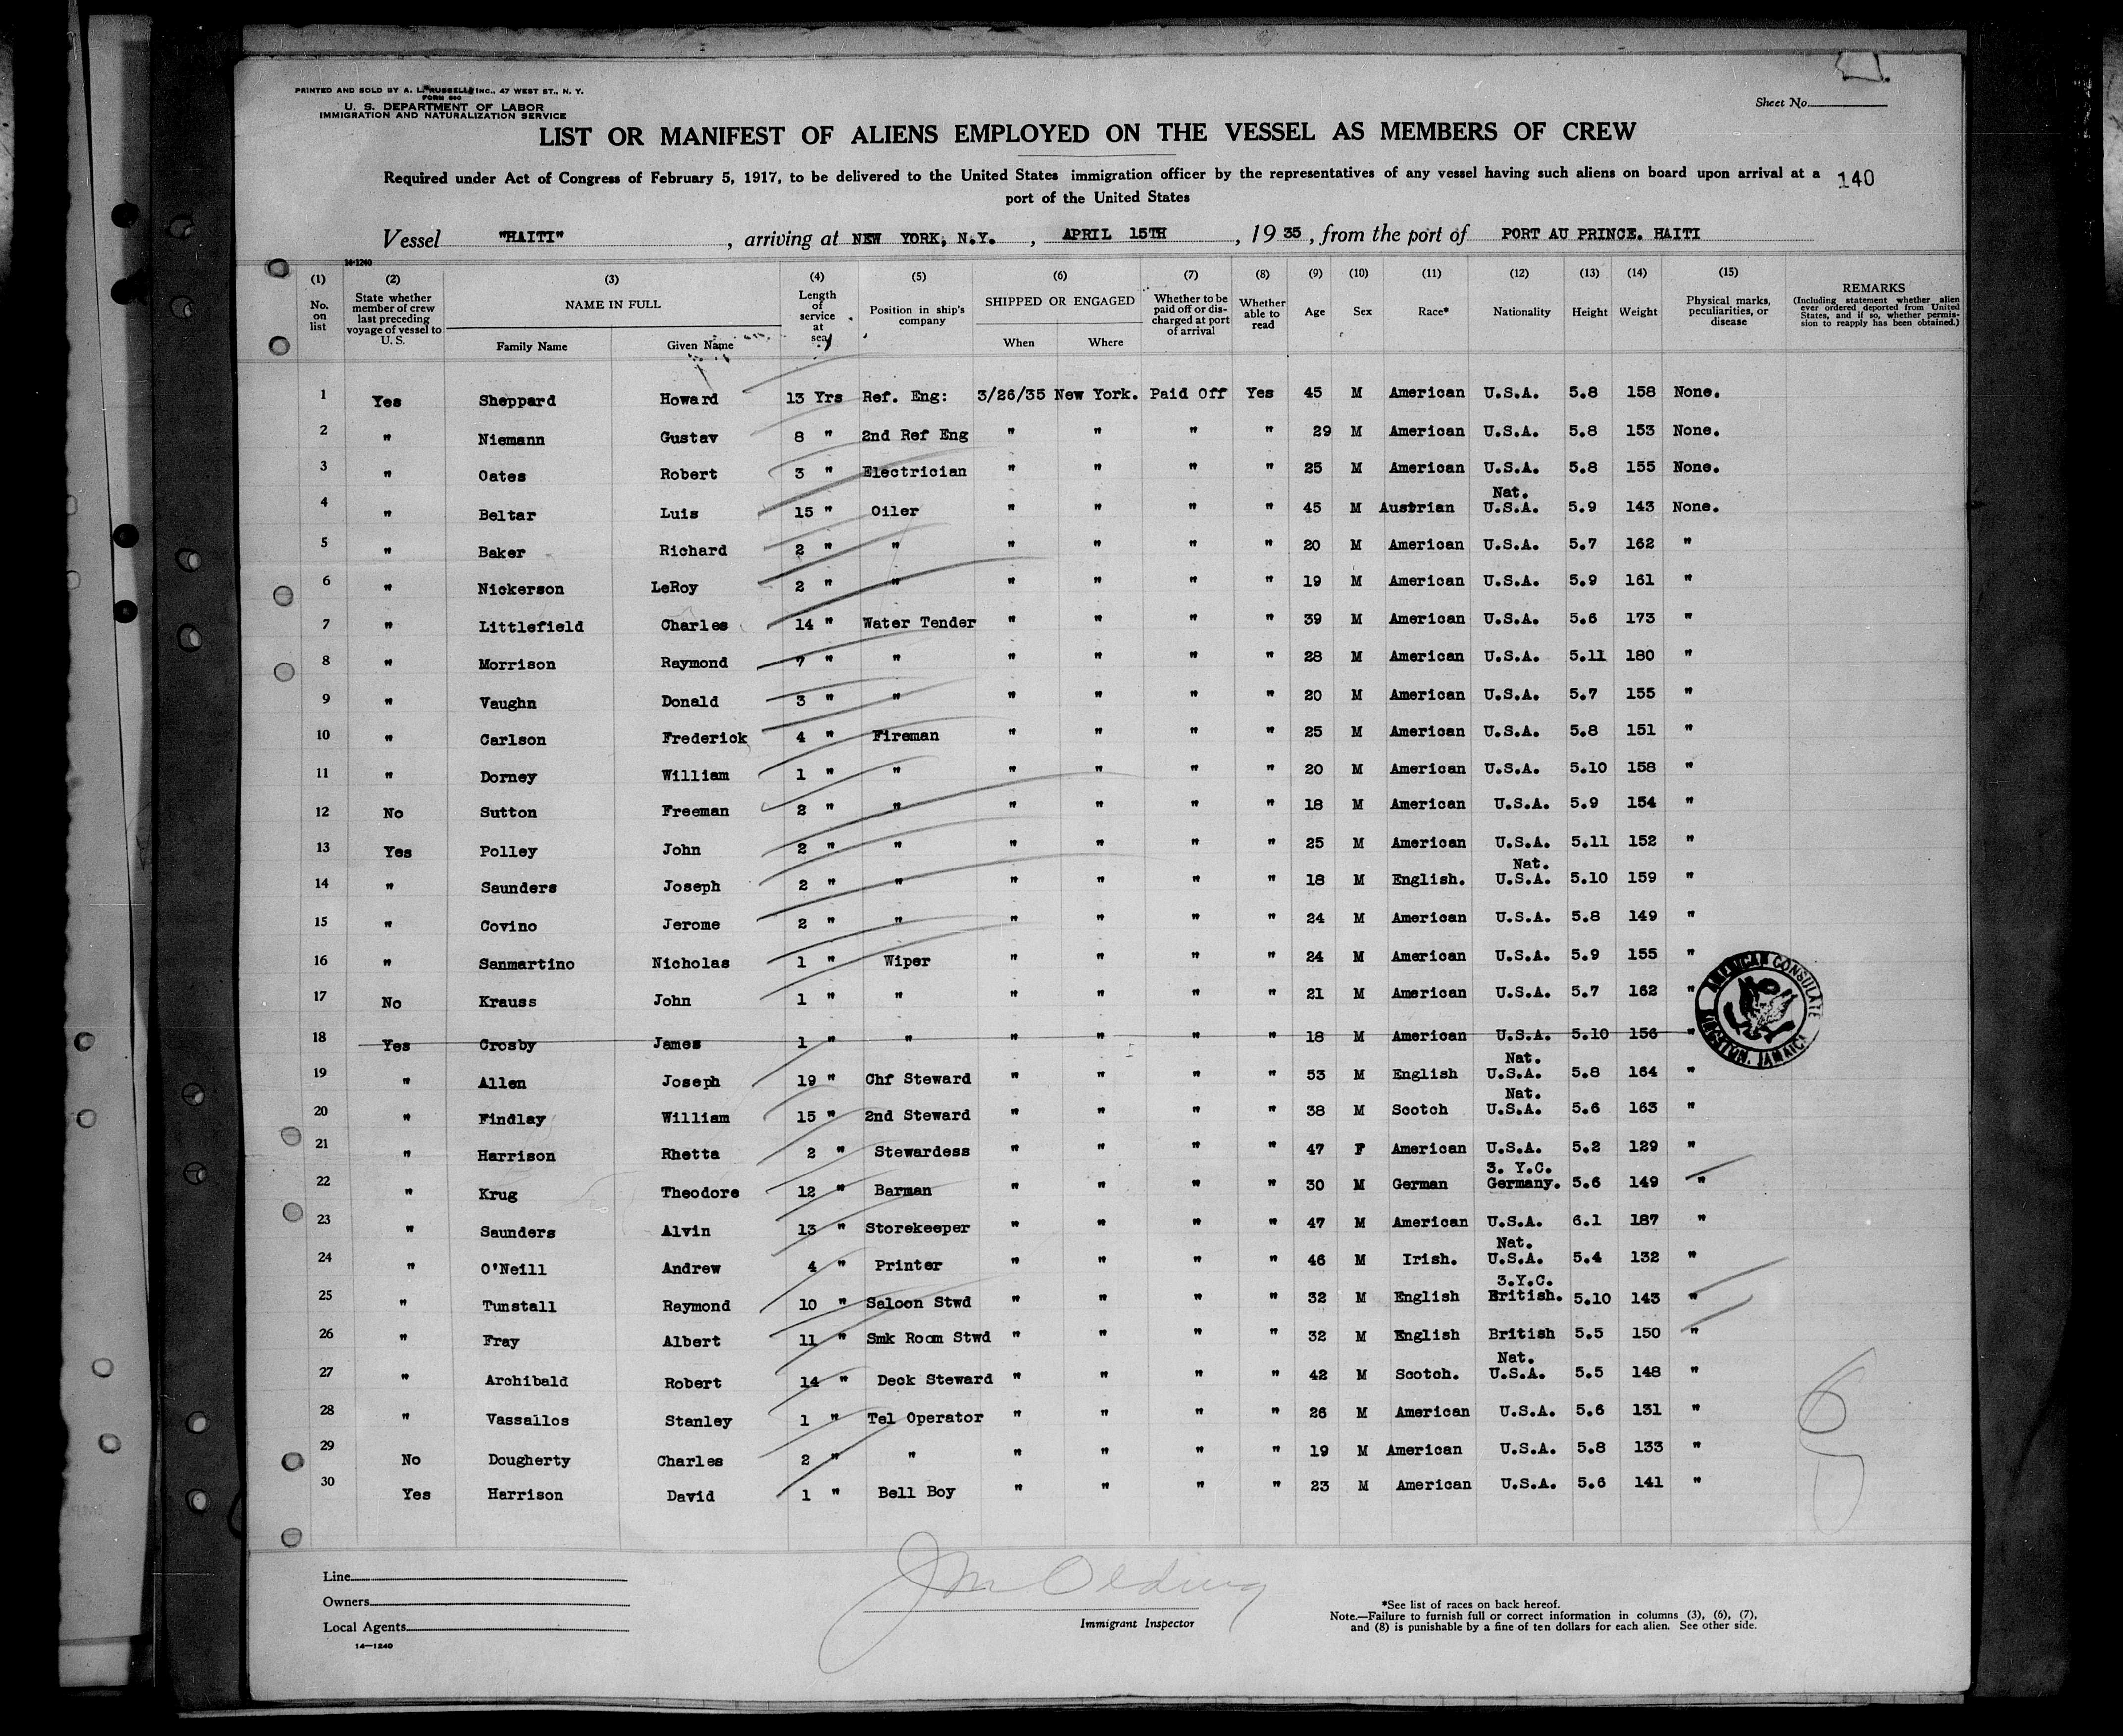 PRINTED AND SOLD BY A. L. RUSSELL, INC., 47 WEST ST., N. Y.
FORM 680
U. S. DEPARTMENT OF LABOR
IMMIGRATION AND NATURALIZATION SERVICE
Sheet No.
LIST OR MANIFEST OF ALIENS EMPLOYED ON THE VESSEL AS MEMBERS OF CREW
Required under Act of Congress of February 5, 1917, to be delivered to the United States immigration officer by the representatives of any vessel having such aliens on board upon arrival at a
port of the United States
140
Vessel "HAITI", arriving at NEW YORK, N.Y., APRIL 15TH, 1935, from the port of PORT AU PRINCE. HAITI
14-1240
(1) (2) (3) (4) (5) (6) (7) (8) (9) (10) (11) (12) (13) (14) (15)
No. on list
State whether member of crew last preceding voyage of vessel to U. S.
NAME IN FULL
Family Name
Given Name
Length of service at sea
Position in ship's company
SHIPPED OR ENGAGED
When
Where
Whether to be paid off or discharged at port of arrival
Whether able to read
Age
Sex
Race*
Nationality
Height
Weight
Physical marks, peculiarities, or disease
REMARKS
(Including statement whether alien ever ordered deported from United States, and if so, whether permission to reapply has been obtained.)
1 Yes Sheppard Howard 13 Yrs Ref. Eng: 3/26/35 New York. Paid Off Yes 45 M American U.S.A. 5.8 158 None.
2 " Niemann Gustav 8 " 2nd Ref Eng " " " " 29 M American U.S.A. 5.8 153 None.
3 " Oates Robert 3 " Electrician " " " " 25 M American U.S.A. 5.8 155 None.
4 " Beltar Luis 15 " Oiler " " " " 45 M Austrian Nat. U.S.A. 5.9 143 None.
5 " Baker Richard 2 " " " " " " 20 M American U.S.A. 5.7 162 "
6 " Nickerson LeRoy 2 " " " " " " 19 M American U.S.A. 5.9 161 "
7 " Littlefield Charles 14 " Water Tender " " " " 39 M American U.S.A. 5.6 173 "
8 " Morrison Raymond 7 " " " " " " 28 M American U.S.A. 5.11 180 "
9 " Vaughn Donald 3 " " " " " " 20 M American U.S.A. 5.7 155 "
10 " Carlson Frederick 4 " Fireman " " " " 25 M American U.S.A. 5.8 151 "
11 " Dorney William 1 " " " " " " 20 M American U.S.A. 5.10 158 "
12 No Sutton Freeman 2 " " " " " " 18 M American U.S.A. 5.9 154 "
13 Yes Polley John 2 " " " " " " 25 M American U.S.A. 5.11 152 "
14 " Saunders Joseph 2 " " " " " " 18 M English. Nat. U.S.A. 5.10 159 "
15 " Covino Jerome 2 " " " " " " 24 M American U.S.A. 5.8 149 "
16 " Sanmartino Nicholas 1 " Wiper " " " " 24 M American U.S.A. 5.9 155 "
17 No Krauss John 1 " " " " " " 21 M American U.S.A. 5.7 162 "
18 Yes Crosby James 1 " " " " " " 18 M American U.S.A. 5.10 156 "
19 " Allen Joseph 19 " Chf Steward " " " " 53 M English Nat. U.S.A. 5.8 164 "
20 " Findlay William 15 " 2nd Steward " " " " 38 M Scotch Nat. U.S.A. 5.6 163 "
21 " Harrison Rhetta 2 " Stewardess " " " " 47 F American U.S.A. 5.2 129 "
22 " Krug Theodore 12 " Barman " " " " 30 M German 3. Y.C. Germany. 5.6 149 "
23 " Saunders Alvin 13 " Storekeeper " " " " 47 M American U.S.A. 6.1 187 "
24 " O'Neill Andrew 4 " Printer " " " " 46 M Irish. Nat. U.S.A. 5.4 132 "
25 " Tunstall Raymond 10 " Saloon Stwd " " " " 32 M English 3.Y.C. British. 5.10 143 "
26 " Fray Albert 11 " Smk Room Stwd " " " " 32 M English British 5.5 150 "
27 " Archibald Robert 14 " Deck Steward " " " " 42 M Scotch. Nat. U.S.A. 5.5 148 "
28 " Vassallos Stanley 1 " Tel Operator " " " " 26 M American U.S.A. 5.6 131 "
29 No Dougherty Charles 2 " " " " " " 19 M American U.S.A. 5.8 133 "
30 Yes Harrison David 1 " Bell Boy " " " " 23 M American U.S.A. 5.6 141 "
AMERICAN CONSULATE
KINGSTON, JAMAICA
Line
Owners
Local Agents
14—1240
Immigrant Inspector
*See list of races on back hereof.
Note.—Failure to furnish full or correct information in columns (3), (6), (7),
and (8) is punishable by a fine of ten dollars for each alien. See other side.